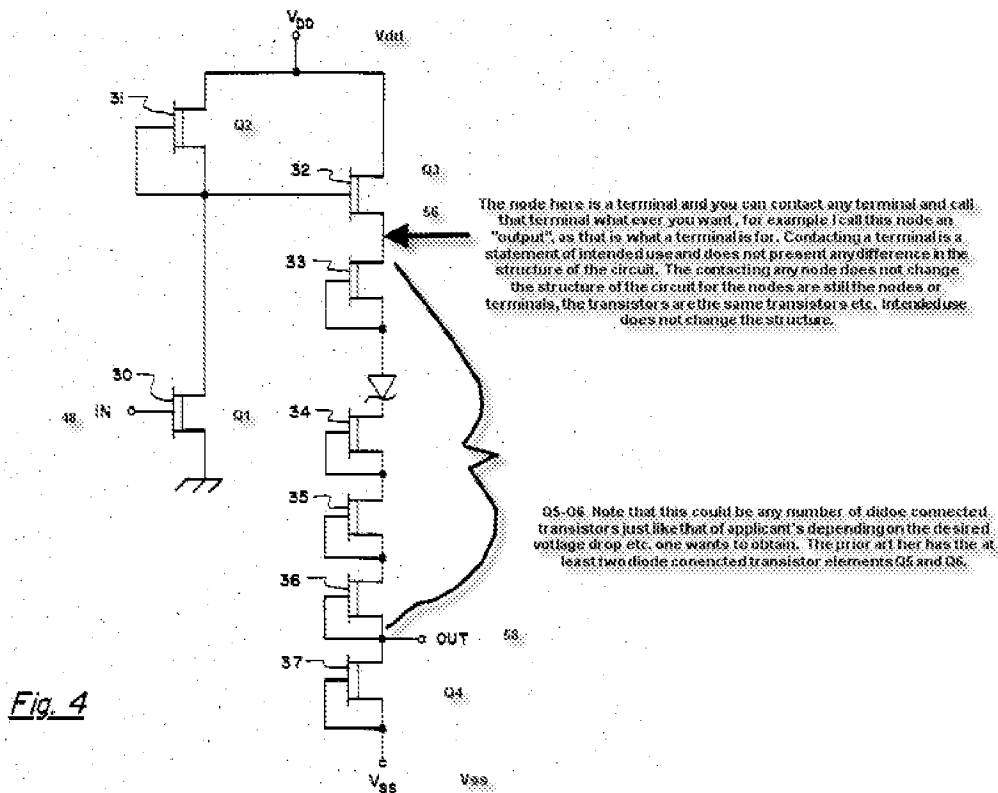 VDD
Vdd
31
Q2
32
Q3
The node here is a terminal and you can contact any terminal and call
that terminal what ever you want, for example I call this node an
"output", as that is what a terminal is for. Contacting a terminal is a
statement of intended use and does not present any difference in the
structure of the circuit. The contacting any node does not change
the structure of the circuit for the nodes are still the nodes or
terminals, the transistors are the same transistors etc. Intended use
does not change the structure.
56
33
30
48
IN
Q1
34
35
Q5-Q6 Note that this could be any number of didoe connected
transistors just like that of applicant's depending on the desired
voltage drop etc. one wants to obtain. The prior art her has the at
least two diode conencted transistor elements Q5 and Q6.
36
OUT
58
37
Q4
Fig. 4
VSS
Vss